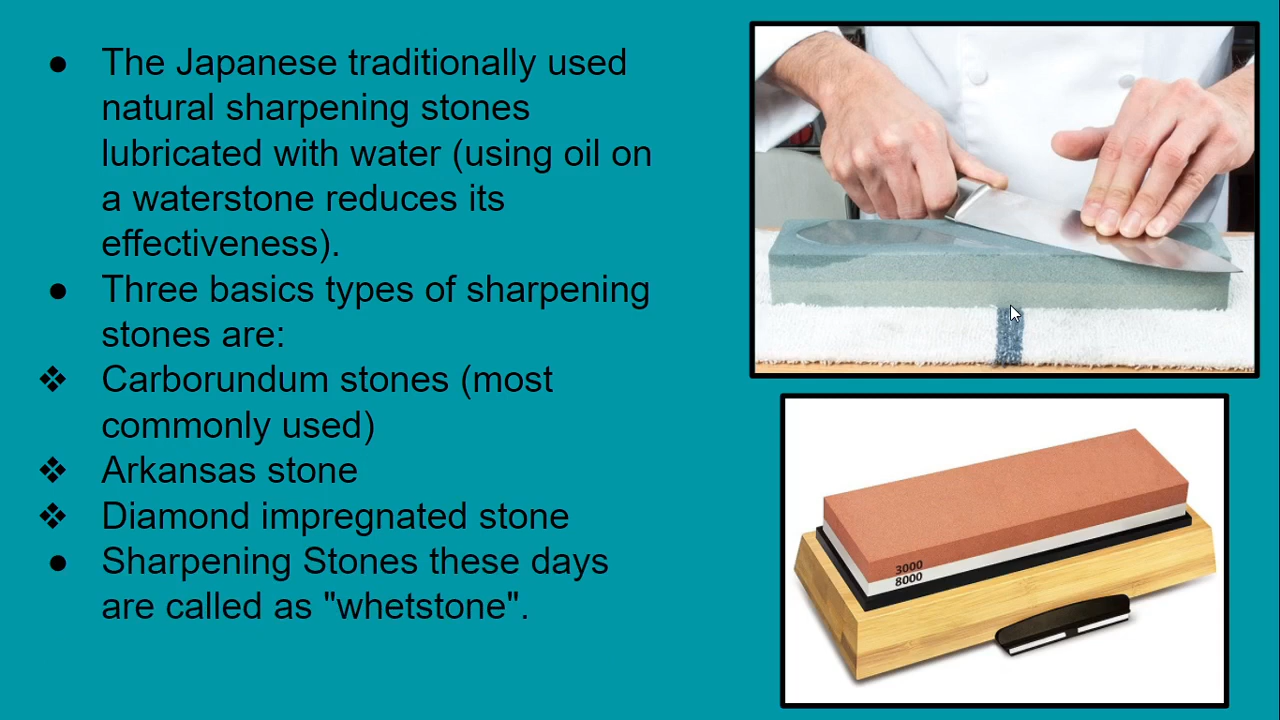 ● The Japanese traditionally used
natural sharpening stones
lubricated with water (using oil on
a waterstone reduces its
effectiveness).
● Three basics types of sharpening
stones are:
❖ Carborundum stones (most
commonly used)
❖ Arkansas stone
❖ Diamond impregnated stone
● Sharpening Stones these days
are called as "whetstone".
3000
8000